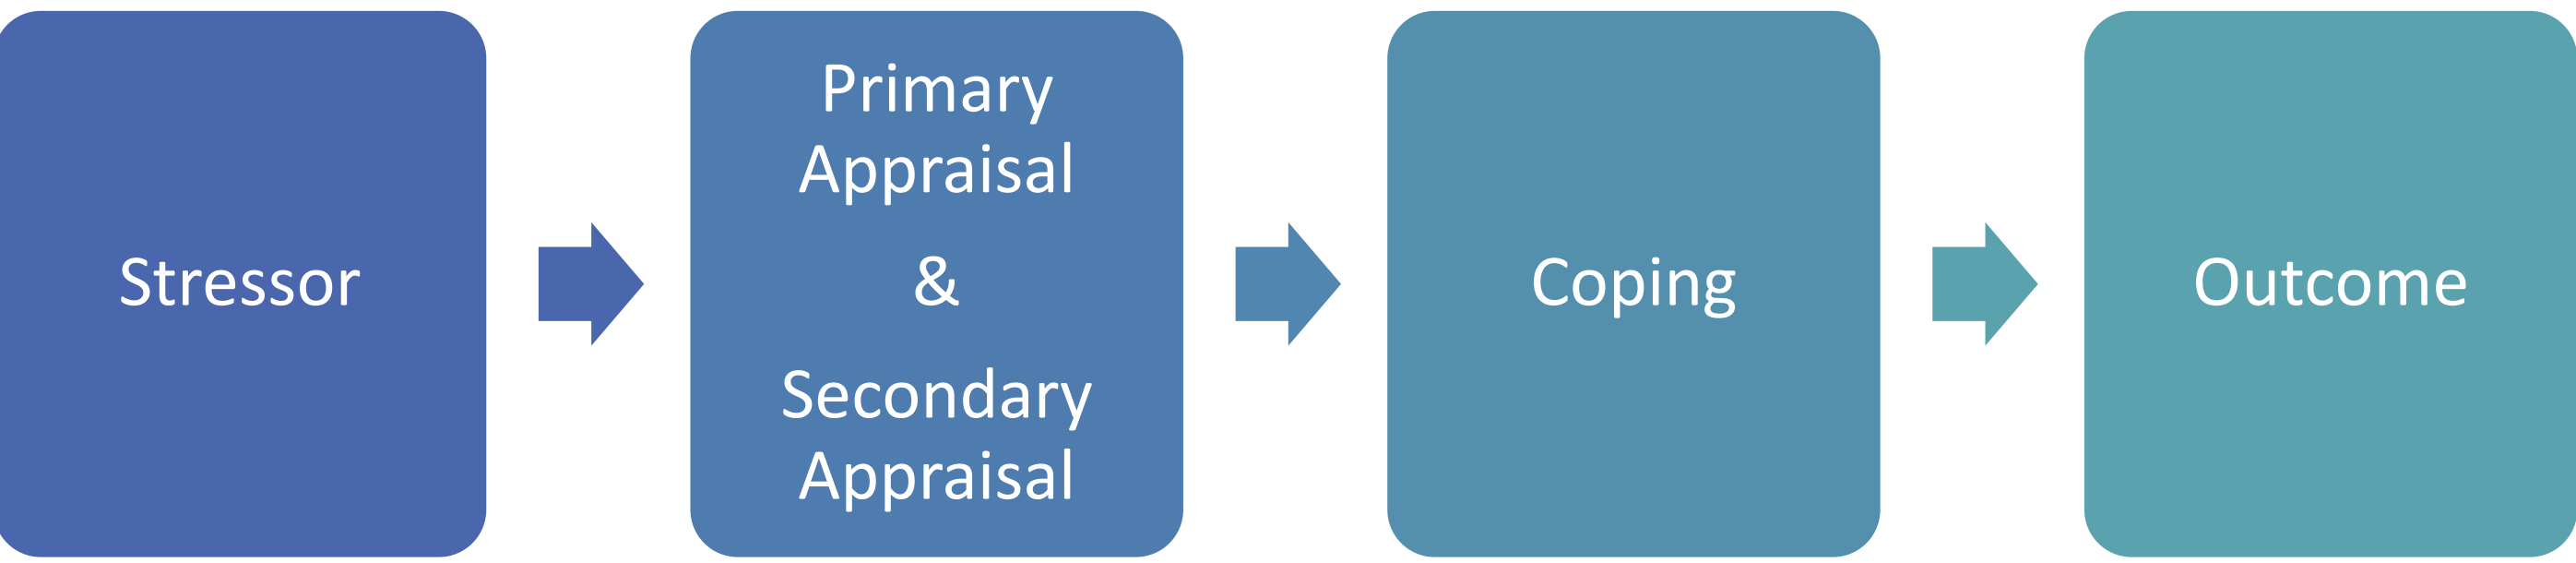 Stressor
Primary
Appraisal
&
Secondary
Appraisal
Coping
Outcome